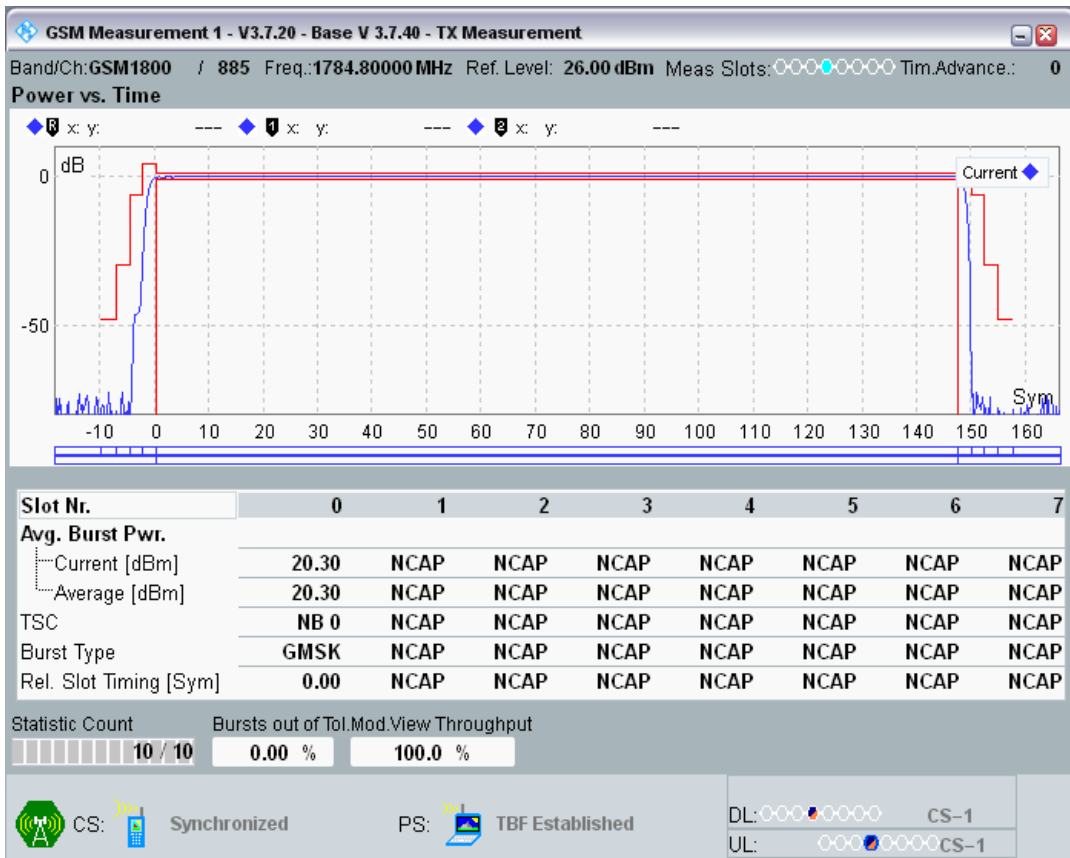 GSM Measurement 1 - V3.7.20 - Base V 3.7.40 - TX Measurement
Band/Ch:GSM1800 / 885 Freq.:1784.80000 MHz Ref. Level: 26.00 dBm Meas Slots: Tim.Advance.: 0
Power vs. Time
R x: y: --- 1 x: y: --- 2 x: y: ---
dB
Current
0
-50
Sym
-10 0 10 20 30 40 50 60 70 80 90 100 110 120 130 140 150 160
Slot Nr. 0 1 2 3 4 5 6 7
Avg. Burst Pwr.
Current [dBm] 20.30 NCAP NCAP NCAP NCAP NCAP NCAP NCAP
Average [dBm] 20.30 NCAP NCAP NCAP NCAP NCAP NCAP NCAP
TSC NB 0 NCAP NCAP NCAP NCAP NCAP NCAP NCAP
Burst Type GMSK NCAP NCAP NCAP NCAP NCAP NCAP NCAP
Rel. Slot Timing [Sym] 0.00 NCAP NCAP NCAP NCAP NCAP NCAP NCAP
Statistic Count Bursts out of Tol.Mod.View Throughput
10 / 10 0.00 % 100.0 %
CS: Synchronized PS: TBF Established
DL: CS-1
UL: CS-1